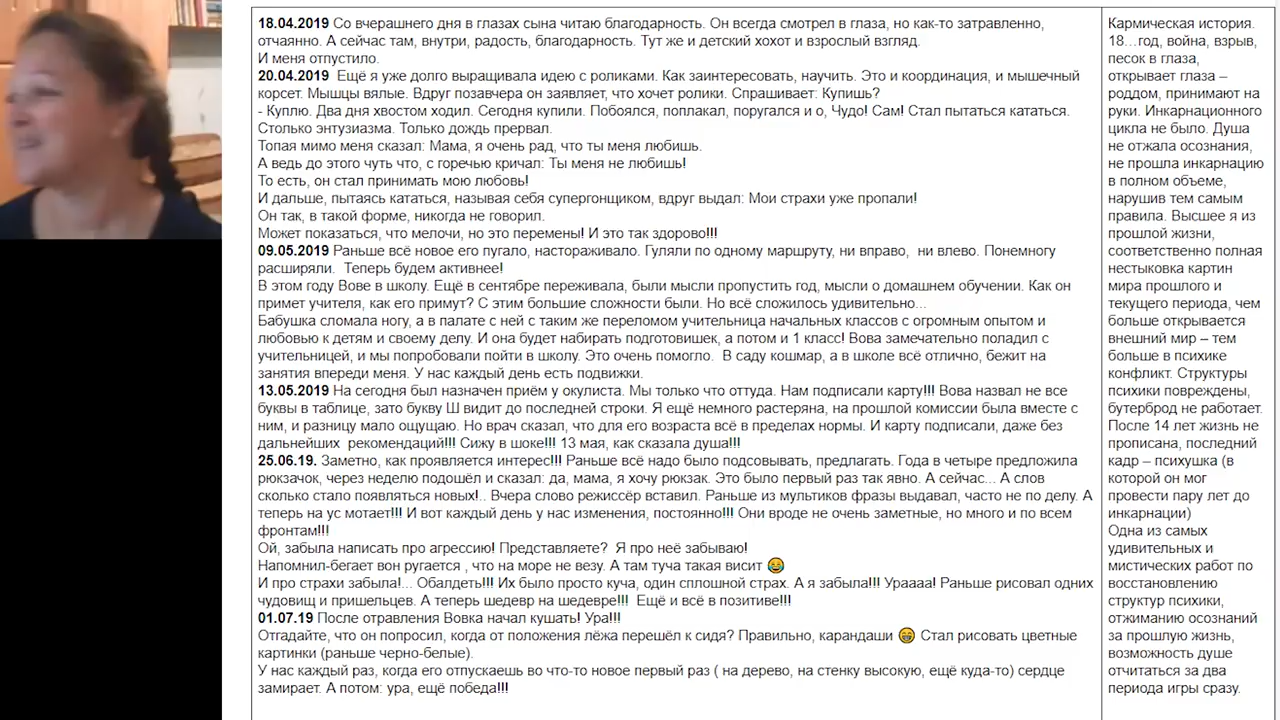 18.04.2019 Со вчерашнего дня в глазах сына читаю благодарность. Он всегда смотрел в глаза, но как-то затравленно,
отчаянно. А сейчас там, внутри, радость, благодарность. Тут же и детский хохот и взрослый взгляд.
И меня отпустило.
20.04.2019 Ещё я уже долго выращивала идею с роликами. Как заинтересовать, научить. Это и координация, и мышечный
корсет. Мышцы вялые. Вдруг позавчера он заявляет, что хочет ролики. Спрашивает: Купишь?
- Куплю. Два дня хвостом ходил. Сегодня купили. Побоялся, поплакал, поругался и о, Чудо! Сам! Стал пытаться кататься.
Столько энтузиазма. Только дождь прервал.
Топая мимо меня сказал: Мама, я очень рад, что ты меня любишь.
А ведь до этого чуть что, с горечью кричал: Ты меня не любишь!
То есть, он стал принимать мою любовь!
И дальше, пытаясь кататься, называя себя супергонщиком, вдруг выдал: Мои страхи уже пропали!
Он так, в такой форме, никогда не говорил.
Может показаться, что мелочи, но это перемены! И это так здорово!!!
09.05.2019 Раньше всё новое его пугало, настораживало. Гуляли по одному маршруту, ни вправо, ни влево. Понемногу
расширяли. Теперь будем активнее!
В этом году Вове в школу. Ещё в сентябре переживала, были мысли пропустить год, мысли о домашнем обучении. Как он
примет учителя, как его примут? С этим большие сложности были. Но всё сложилось удивительно...
Бабушка сломала ногу, а в палате с ней с таким же переломом учительница начальных классов с огромным опытом и
любовью к детям и своему делу. И она будет набирать подготовишек, а потом и 1 класс! Вова замечательно поладил с
учительницей, и мы попробовали пойти в школу. Это очень помогло. В саду кошмар, а в школе всё отлично, бежит на
занятия впереди меня. У нас каждый день есть подвижки.
13.05.2019 На сегодня был назначен приём у окулиста. Мы только что оттуда. Нам подписали карту!!! Вова назвал не все
буквы в таблице, зато букву Ш видит до последней строки. Я ещё немного растеряна, на прошлой комиссии была вместе с
ним, и разницу мало ощущаю. Но врач сказал, что для его возраста всё в пределах нормы. И карту подписали, даже без
дальнейших рекомендаций!!! Сижу в шоке!!! 13 мая, как сказала душа!!!
25.06.19. Заметно, как проявляется интерес!!! Раньше всё надо было подсовывать, предлагать. Года в четыре предложила
рюкзачок, через неделю подошёл и сказал: да, мама, я хочу рюкзак. Это было первый раз так явно. А сейчас... А слов
сколько стало появляться новых!.. Вчера слово режиссёр вставил. Раньше из мультиков фразы выдавал, часто не по делу. А
теперь на ус мотает!!! И вот каждый день у нас изменения, постоянно!!! Они вроде не очень заметные, но много и по всем
фронтам!!!
Ой, забыла написать про агрессию! Представляете? Я про неё забываю!
Напомнил-бегает вон ругается , что на море не везу. А там туча такая висит 😂
И про страхи забыла!... Обалдеть!!! Их было просто куча, один сплошной страх. А я забыла!!! Ураааа! Раньше рисовал одних
чудовищ и пришельцев. А теперь шедевр на шедевре!!! Ещё и всё в позитиве!!!
01.07.19 После отравления Вовка начал кушать! Ура!!!
Отгадайте, что он попросил, когда от положения лёжа перешёл к сидя? Правильно, карандаши 😁 Стал рисовать цветные
картинки (раньше черно-белые).
У нас каждый раз, когда его отпускаешь во что-то новое первый раз ( на дерево, на стенку высокую, ещё куда-то) сердце
замирает. А потом: ура, ещё победа!!!
Кармическая история.
18...год, война, взрыв,
песок в глаза,
открывает глаза –
роддом, принимают на
руки. Инкарнационного
цикла не было. Душа
не отжала осознания,
не прошла инкарнацию
в полном объеме,
нарушив тем самым
правила. Высшее я из
прошлой жизни,
соответственно полная
нестыковка картин
мира прошлого и
текущего периода, чем
больше открывается
внешний мир – тем
больше в психике
конфликт. Структуры
психики повреждены,
бутерброд не работает.
После 14 лет жизнь не
прописана, последний
кадр – психушка (в
которой он мог
провести пару лет до
инкарнации)
Одна из самых
удивительных и
мистических работ по
восстановлению
структур психики,
отжиманию осознаний
за прошлую жизнь,
возможность душе
отчитаться за два
периода игры сразу.